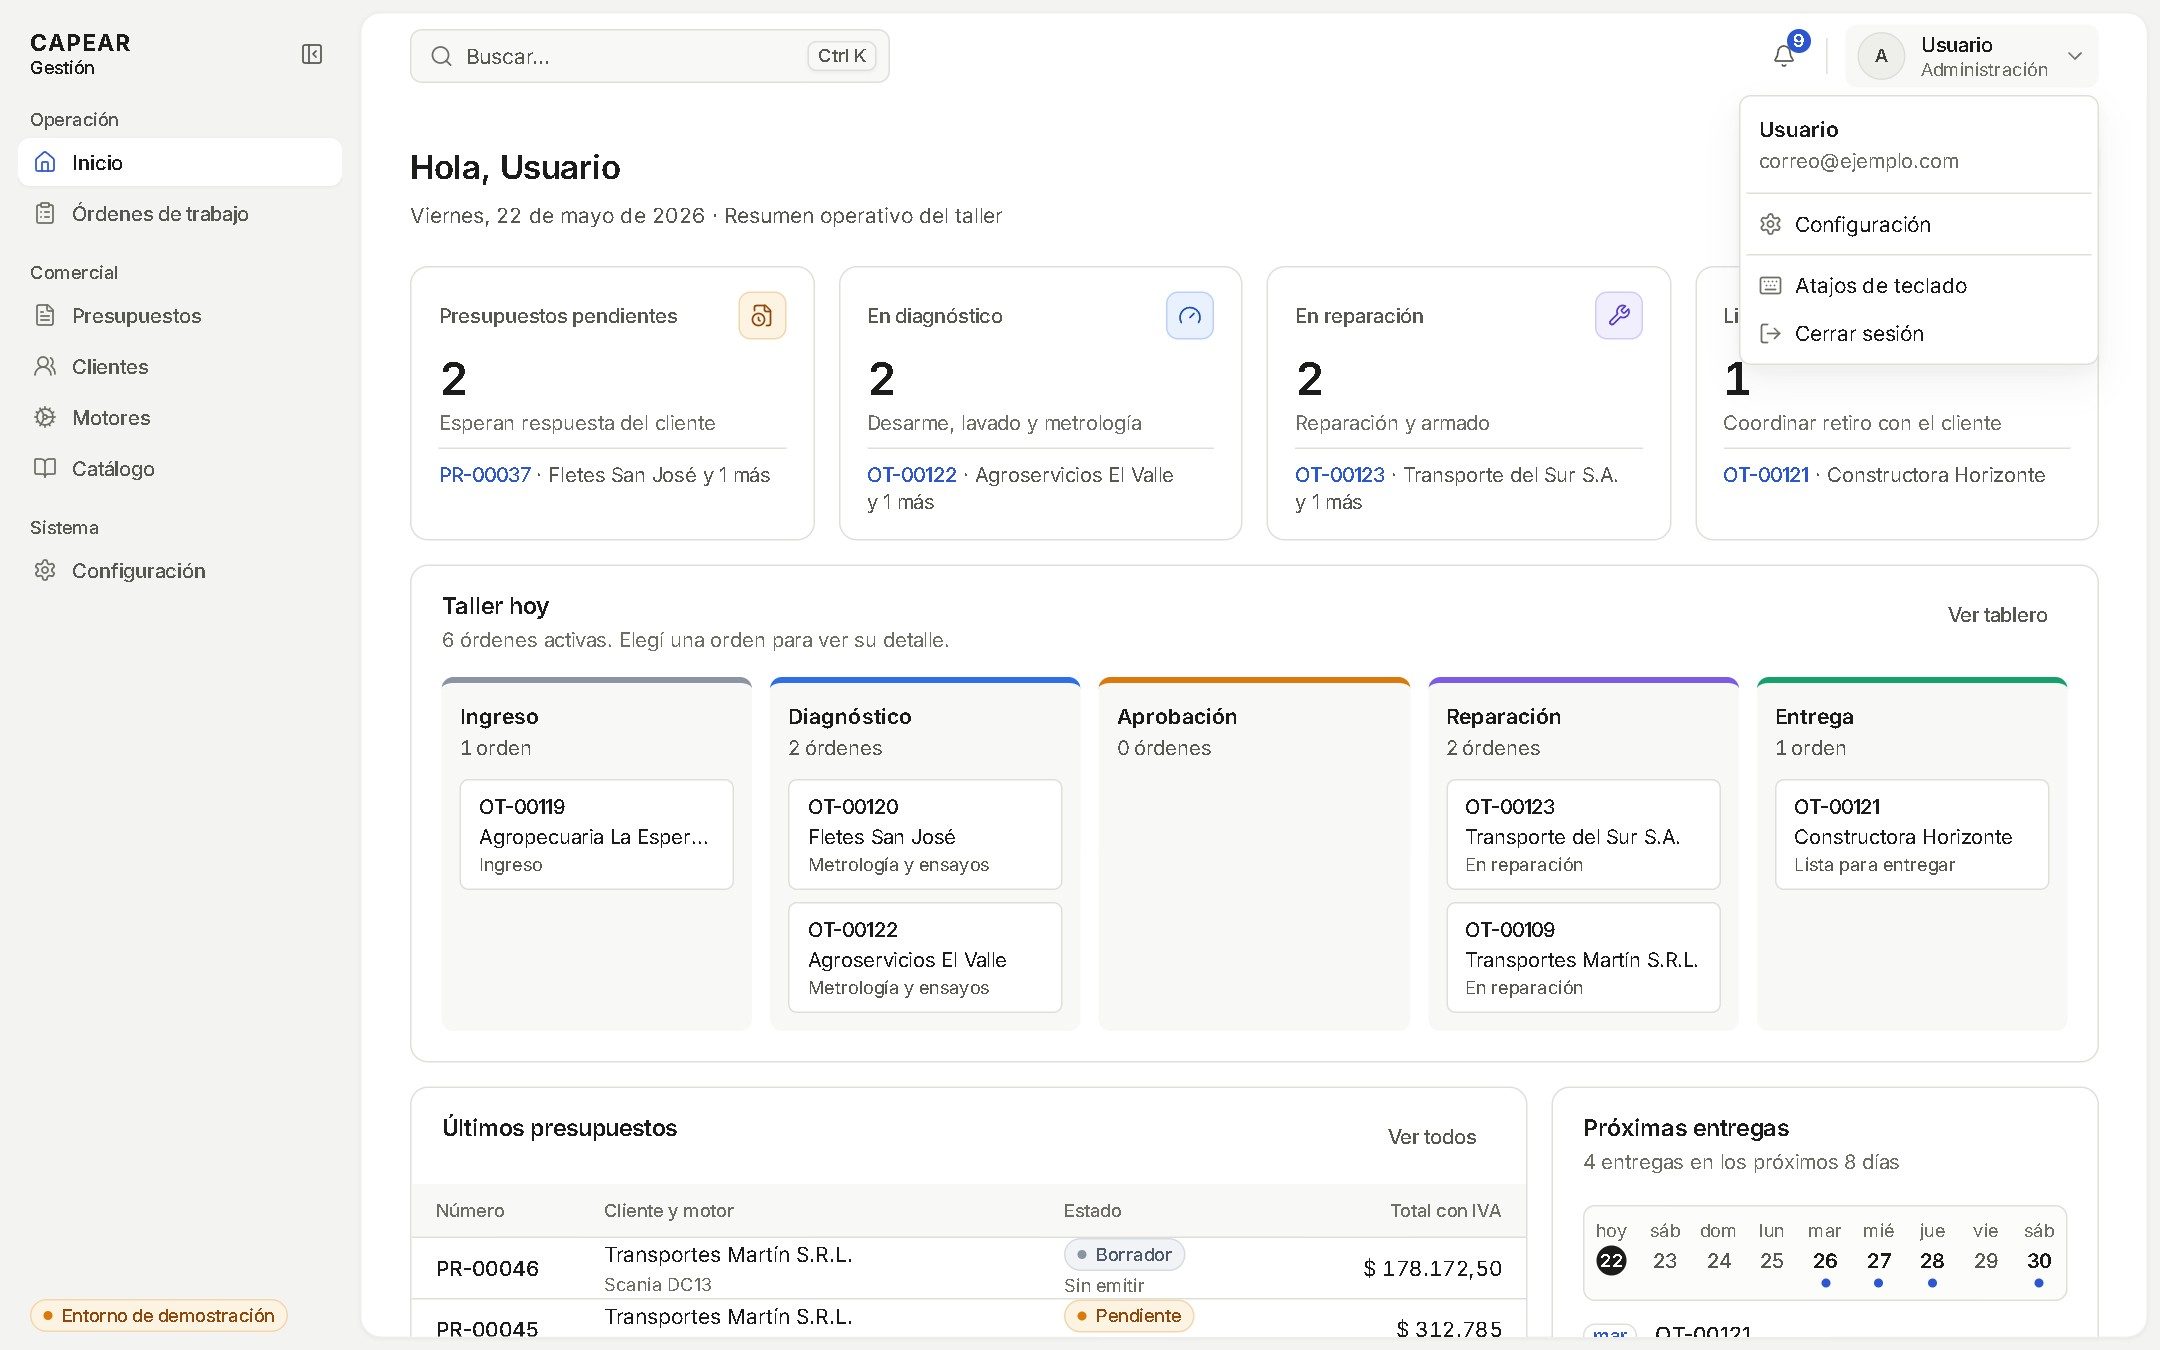 CAPEAR
Gestión
Operación
Inicio
Órdenes de trabajo
Comercial
Presupuestos
Clientes
Motores
Catálogo
Sistema
Configuración
Entorno de demostración
Buscar...
Ctrl K
9
A
Usuario
Administración
Usuario
correo@ejemplo.com
Configuración
Atajos de teclado
Cerrar sesión
Hola, Usuario
Viernes, 22 de mayo de 2026 · Resumen operativo del taller
Presupuestos pendientes
2
Esperan respuesta del cliente
PR-00037 · Fletes San José y 1 más
En diagnóstico
2
Desarme, lavado y metrología
OT-00122 · Agroservicios El Valle
y 1 más
En reparación
2
Reparación y armado
OT-00123 · Transporte del Sur S.A.
y 1 más
Li
1
Coordinar retiro con el cliente
OT-00121 · Constructora Horizonte
Taller hoy
6 órdenes activas. Elegí una orden para ver su detalle.
Ver tablero
Ingreso
1 orden
OT-00119
Agropecuaria La Esper...
Ingreso
Diagnóstico
2 órdenes
OT-00120
Fletes San José
Metrología y ensayos
OT-00122
Agroservicios El Valle
Metrología y ensayos
Aprobación
0 órdenes
Reparación
2 órdenes
OT-00123
Transporte del Sur S.A.
En reparación
OT-00109
Transportes Martín S.R.L.
En reparación
Entrega
1 orden
OT-00121
Constructora Horizonte
Lista para entregar
Últimos presupuestos
Ver todos
Número Cliente y motor Estado Total con IVA
PR-00046 Transportes Martín S.R.L. Borrador $ 178.172,50
Scania DC13 Sin emitir
PR-00045 Transportes Martín S.R.L. Pendiente $ 312.785
Próximas entregas
4 entregas en los próximos 8 días
hoy sáb dom lun mar mié jue vie sáb
22 23 24 25 26 27 28 29 30
mar OT-00121